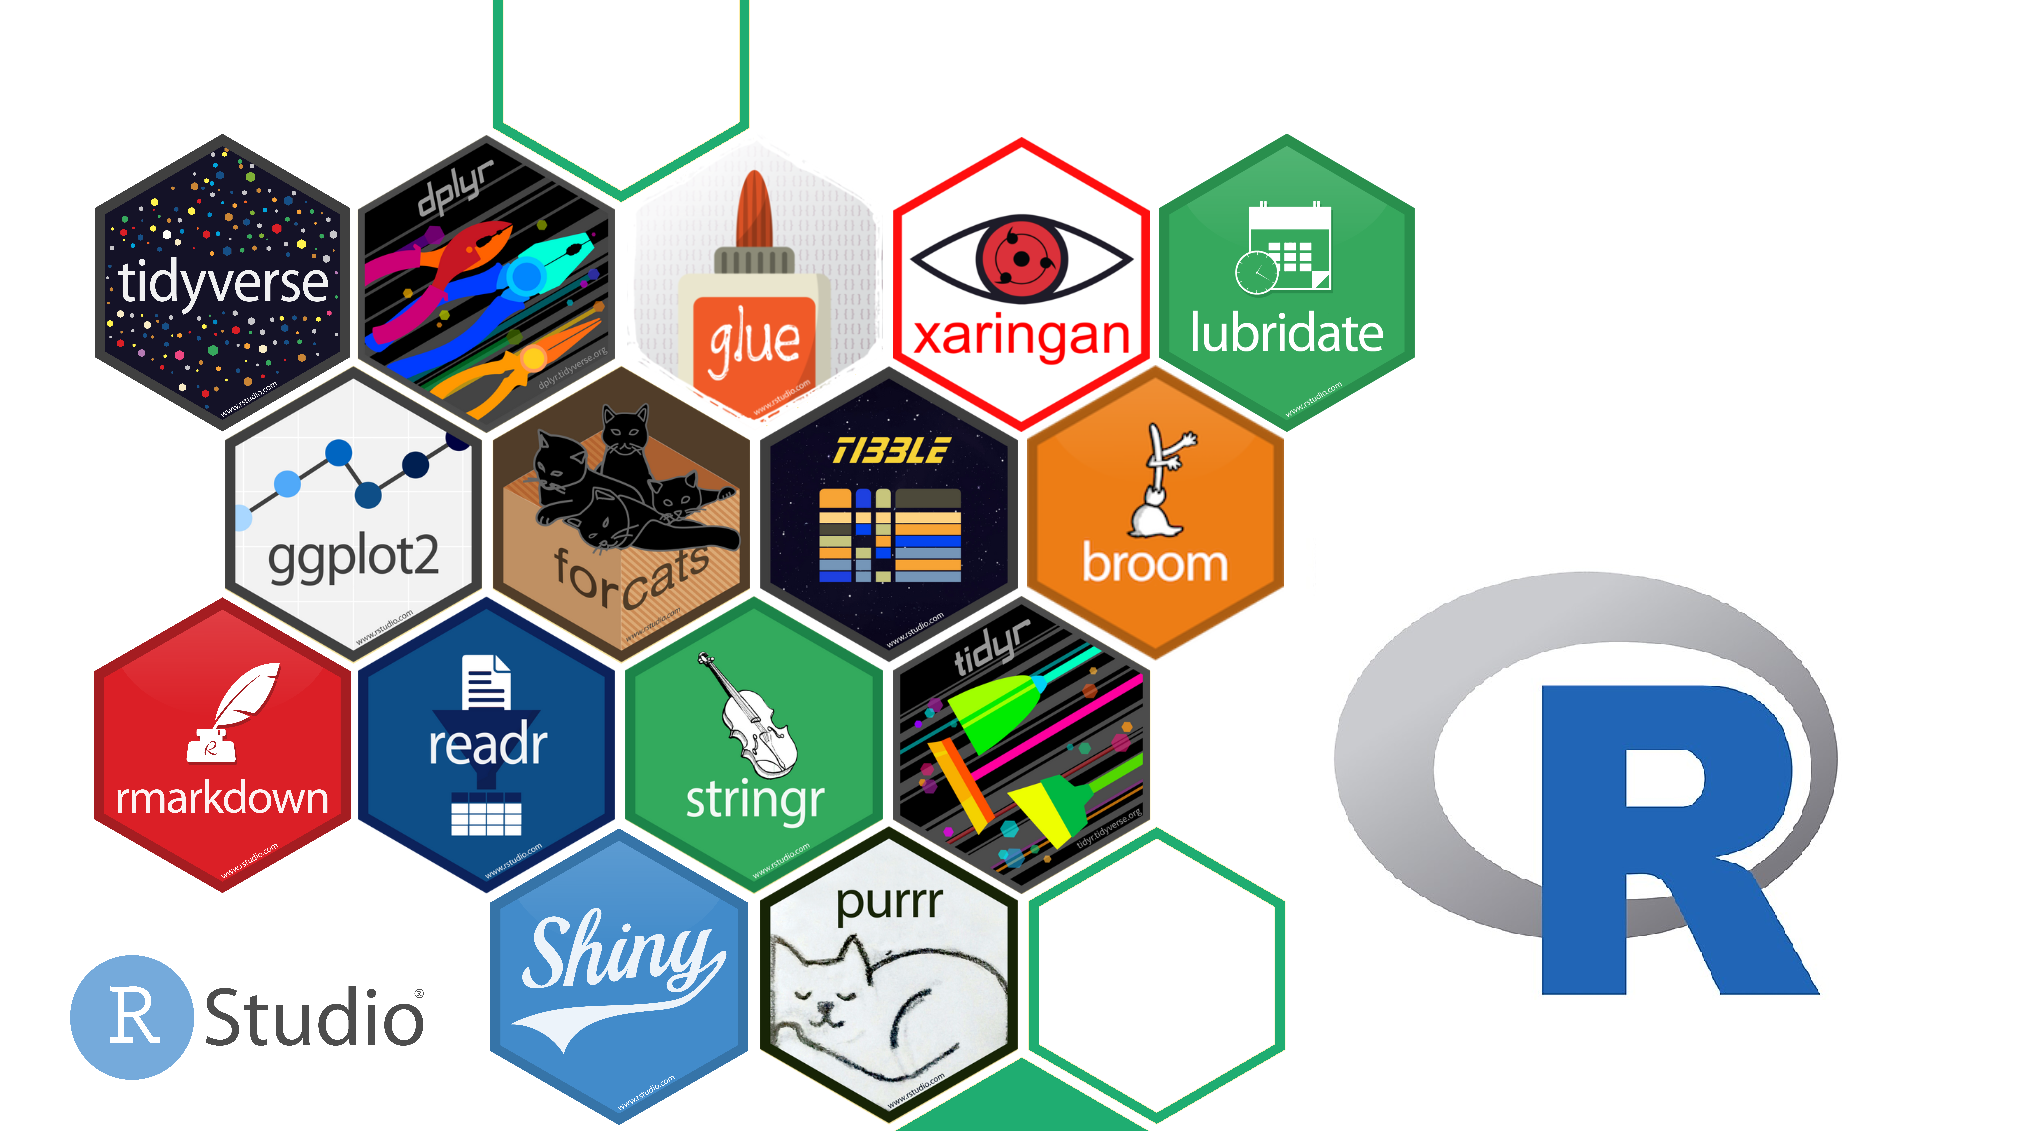 tidyverse
www.rstudio.com
dplyr
dplyr.tidyverse.org
glue
www.rstudio.com
xaringan
lubridate
www.rstudio.com
ggplot2
www.rstudio.com
forcats
www.rstudio.com
TIBBLE
www.rstudio.com
broom
rmarkdown
R
www.rstudio.com
readr
www.rstudio.com
stringr
www.rstudio.com
tidyr
tidyr.tidyverse.org
R
R Studio®
Shiny
www.rstudio.com
purrr
www.rstudio.com